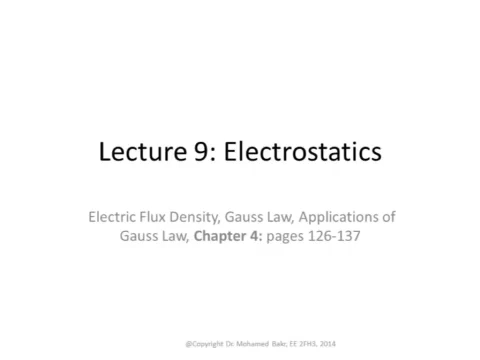 Lecture 9: Electrostatics
Electric Flux Density, Gauss Law, Applications of
Gauss Law, Chapter 4: pages 126-137
@Copyright Dr. Mohamed Bakr, EE 2FH3, 2014